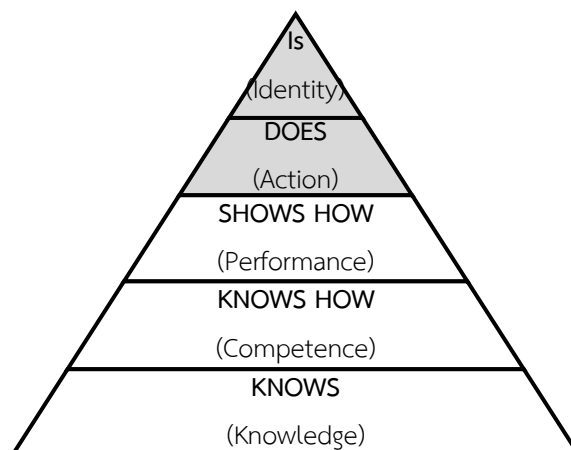 Is
(Identity)
DOES
(Action)
SHOWS HOW
(Performance)
KNOWS HOW
(Competence)
KNOWS
(Knowledge)